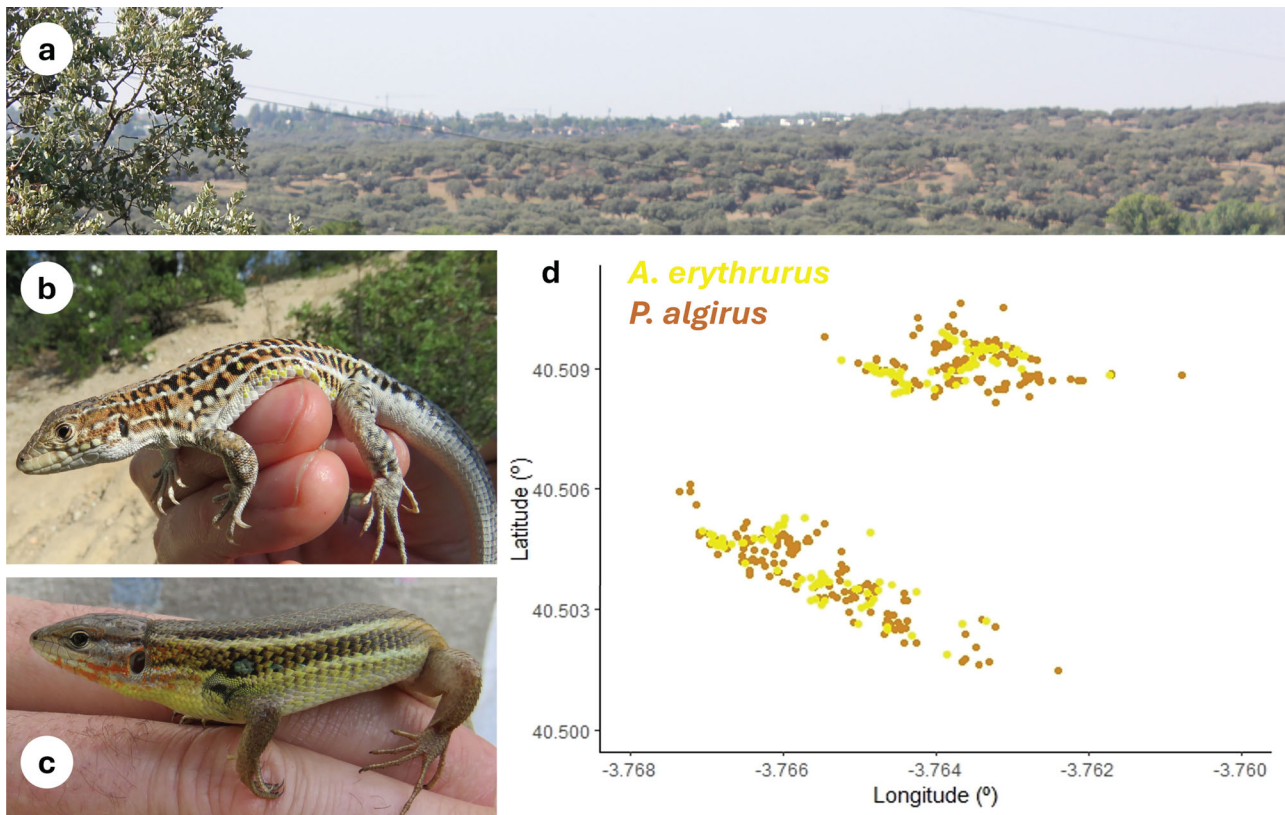 a
b
c
d
A. erythrurus
P. algirus
Latitude (º)
40.509
40.506
40.503
40.500
-3.768
-3.766
-3.764
-3.762
-3.760
Longitude (º)